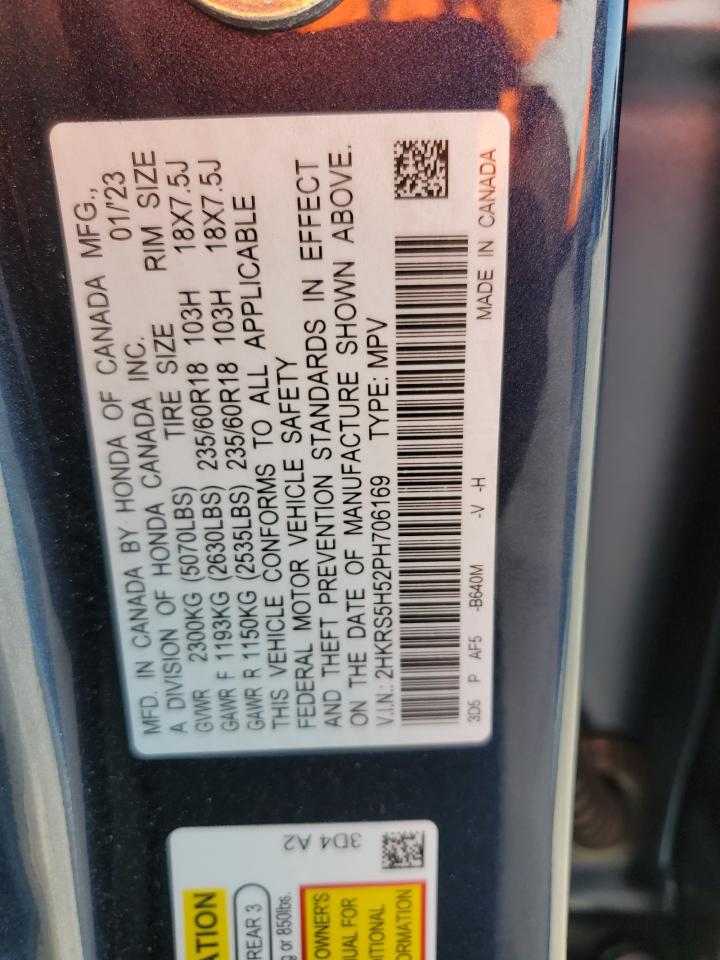 MFD. IN CANADA BY HONDA OF CANADA MFG.,
A DIVISION OF HONDA CANADA INC. 01/23
TIRE SIZE RIM SIZE
GVWR 2300KG (5070LBS)
GAWR F 1193KG (2630LBS) 235/60R18 103H 18X7.5J
GAWR R 1150KG (2535LBS) 235/60R18 103H 18X7.5J
THIS VEHICLE CONFORMS TO ALL APPLICABLE
FEDERAL MOTOR VEHICLE SAFETY
AND THEFT PREVENTION STANDARDS IN EFFECT
ON THE DATE OF MANUFACTURE SHOWN ABOVE.
V.I.N.: 2HKRS5H52PH706169 TYPE: MPV
3D5 P AF5 -B640M -V -H MADE IN CANADA
3D4 A2
REAR 3
or 850lbs.
OWNER'S
FOR